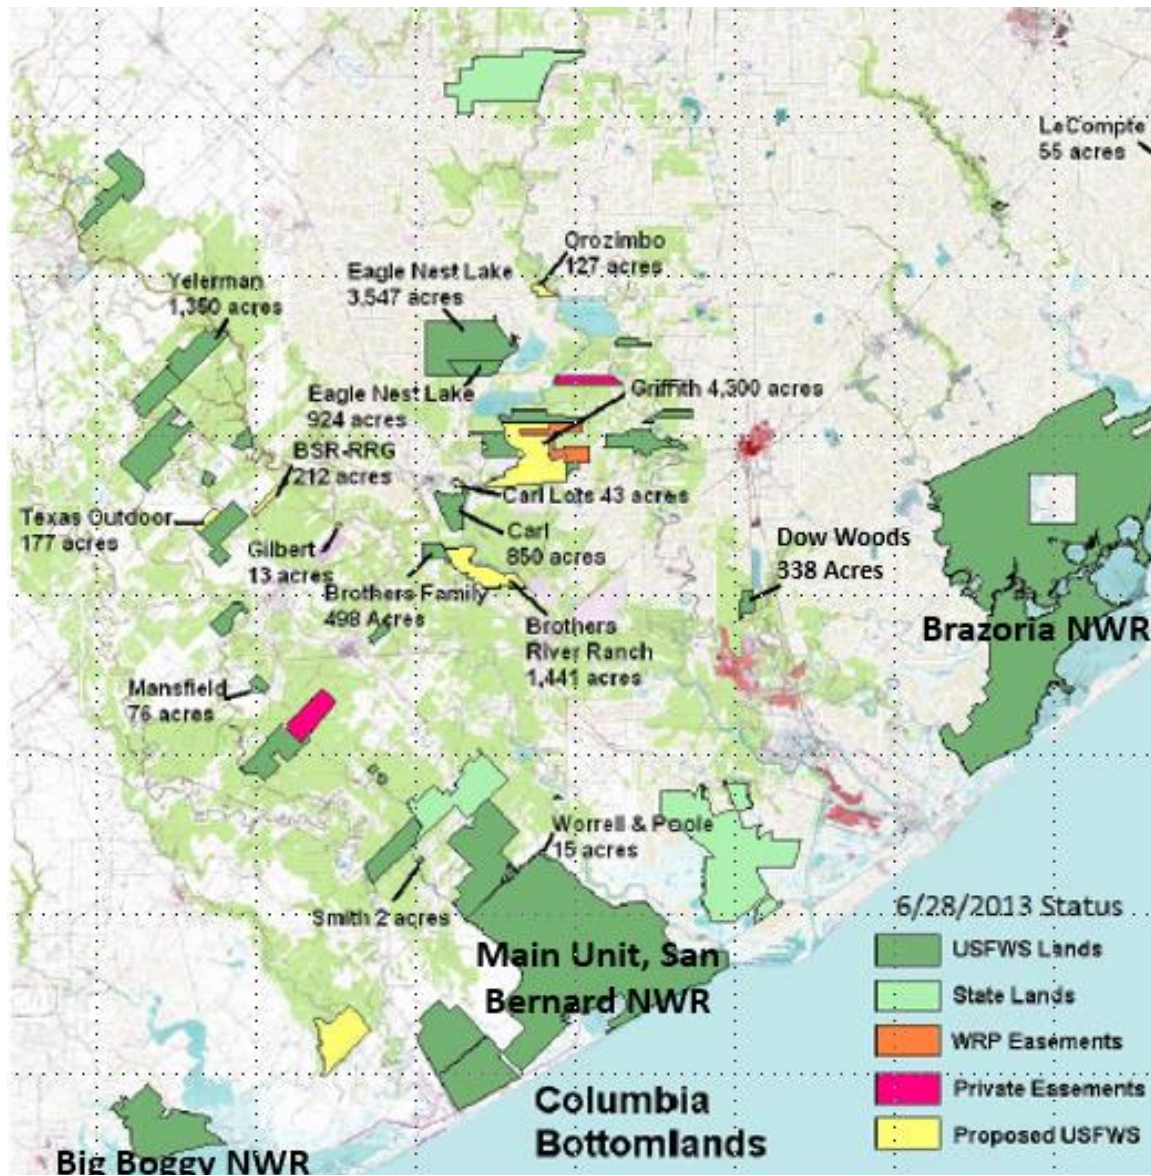 LeCompte
55 acres
Orozimbo
127 acres
Eagle Nest Lake
3,547 acres
Yelerman
1,350 acres
Eagle Nest Lake
924 acres
Griffith 4,300 acres
BSR-RRG
212 acres
Carl Lots 43 acres
Texas Outdoor
177 acres
Gilbert
13 acres
Carl
850 acres
Dow Woods
338 Acres
Brothers Family
498 Acres
Brothers
River Ranch
1,441 acres
Brazoria NWR
Mansfield
76 acres
Worrell & Poole
15 acres
Smith 2 acres
Main Unit, San
Bernard NWR
6/28/2013 Status
USFWS Lands
State Lands
WRP Easements
Private Easements
Proposed USFWS
Columbia
Bottomlands
Big Boggy NWR